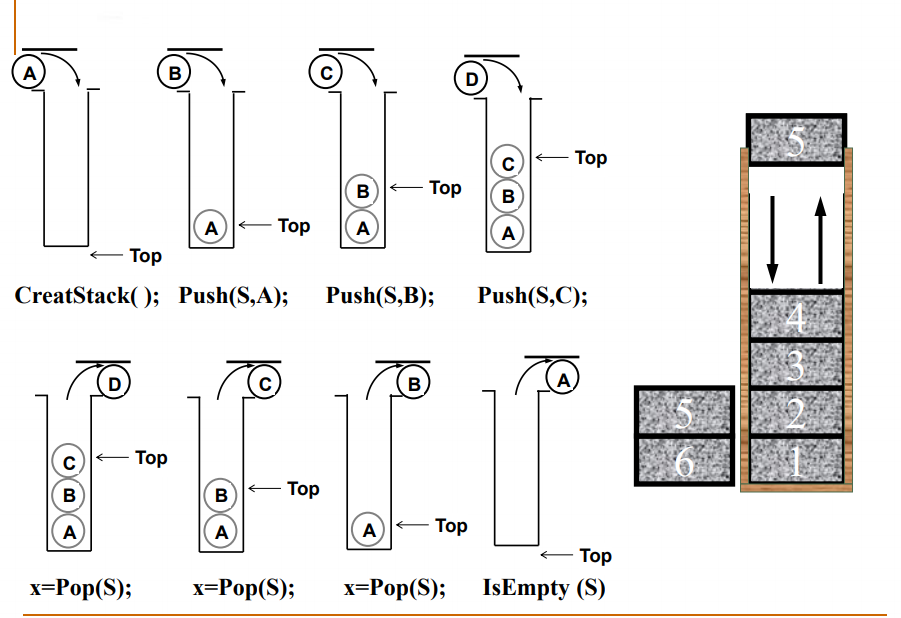 A
B
C
D
C
B
A
Top
B
A
Top
A
Top
Top
CreatStack( ); Push(S,A); Push(S,B); Push(S,C);
D
C
B
A
C
B
A
Top
B
A
Top
A
Top
Top
x=Pop(S); x=Pop(S); x=Pop(S); IsEmpty (S)
5
4
3
5 2
6 1